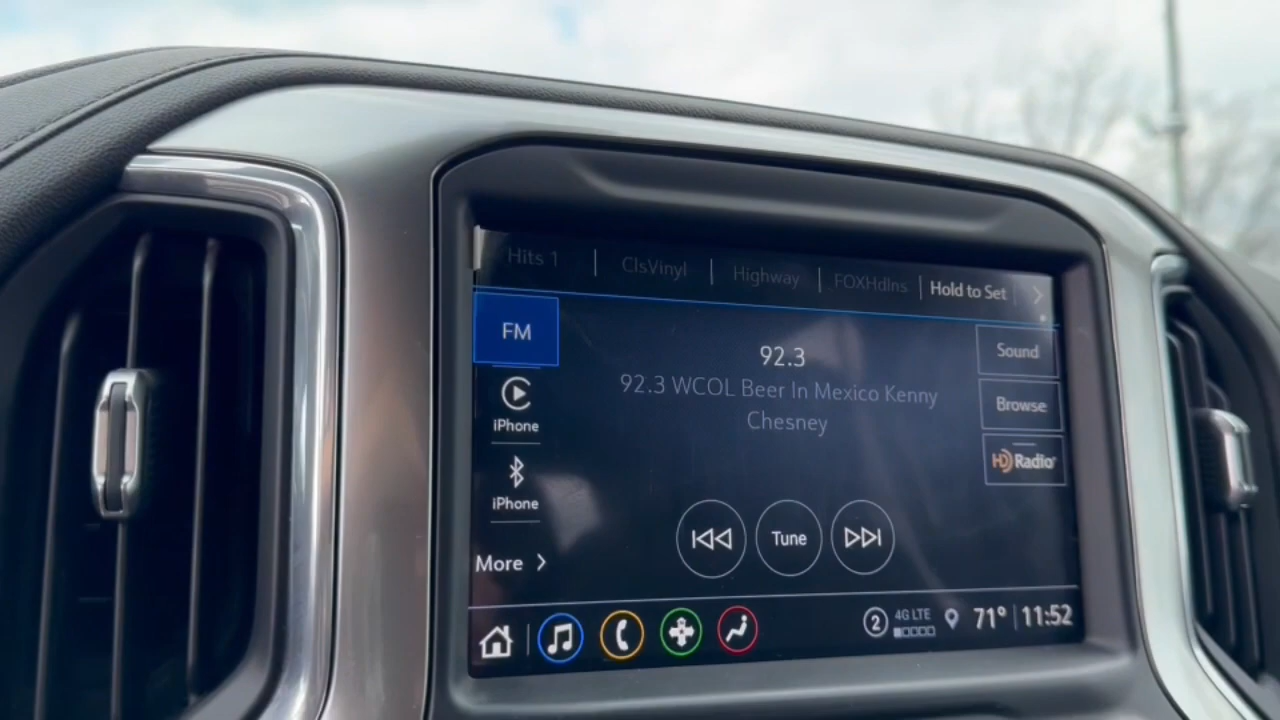 Hits 1 ClsVinyl Highway FOXHdlns Hold to Set
FM
92.3
92.3 WCOL Beer In Mexico Kenny
Chesney
Sound
Browse
HD Radio
iPhone
iPhone
More
Tune
2 4G LTE 71° 11:52